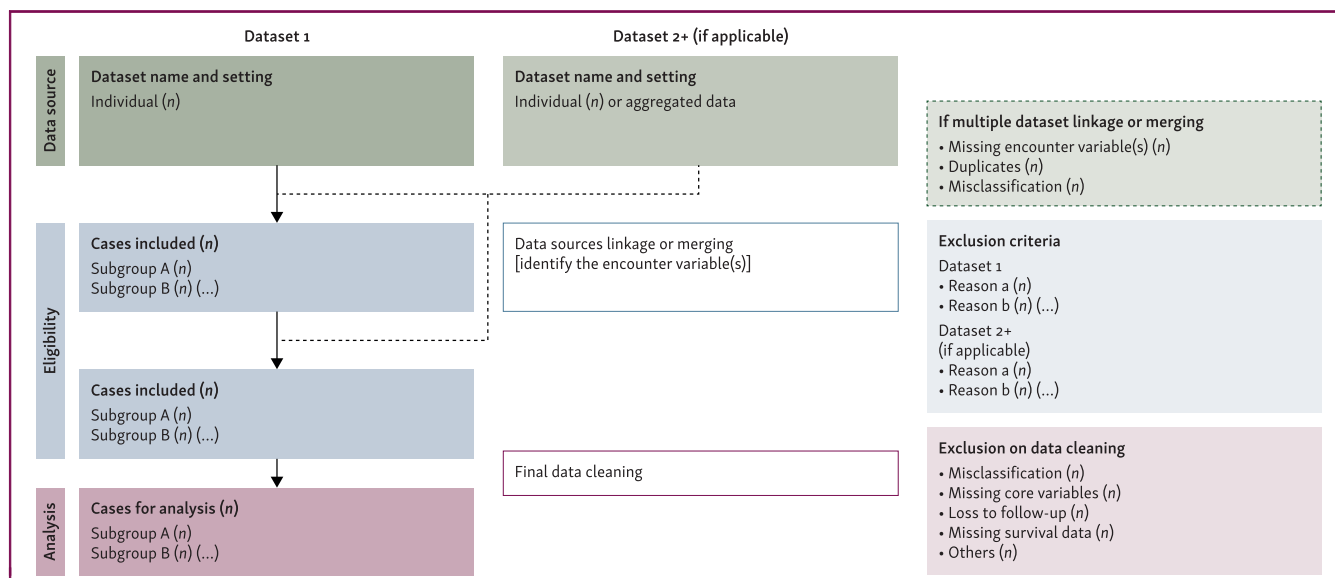 Dataset 1
Dataset 2+ (if applicable)
Data source
Dataset name and setting
Individual (n)
Dataset name and setting
Individual (n) or aggregated data
If multiple dataset linkage or merging
• Missing encounter variable(s) (n)
• Duplicates (n)
• Misclassification (n)
Eligibility
Cases included (n)
Subgroup A (n)
Subgroup B (n) (...)
Data sources linkage or merging
[identify the encounter variable(s)]
Exclusion criteria
Dataset 1
• Reason a (n)
• Reason b (n) (...)
Dataset 2+
(if applicable)
• Reason a (n)
• Reason b (n) (...)
Cases included (n)
Subgroup A (n)
Subgroup B (n) (...)
Final data cleaning
Exclusion on data cleaning
• Misclassification (n)
• Missing core variables (n)
• Loss to follow-up (n)
• Missing survival data (n)
• Others (n)
Analysis
Cases for analysis (n)
Subgroup A (n)
Subgroup B (n) (...)